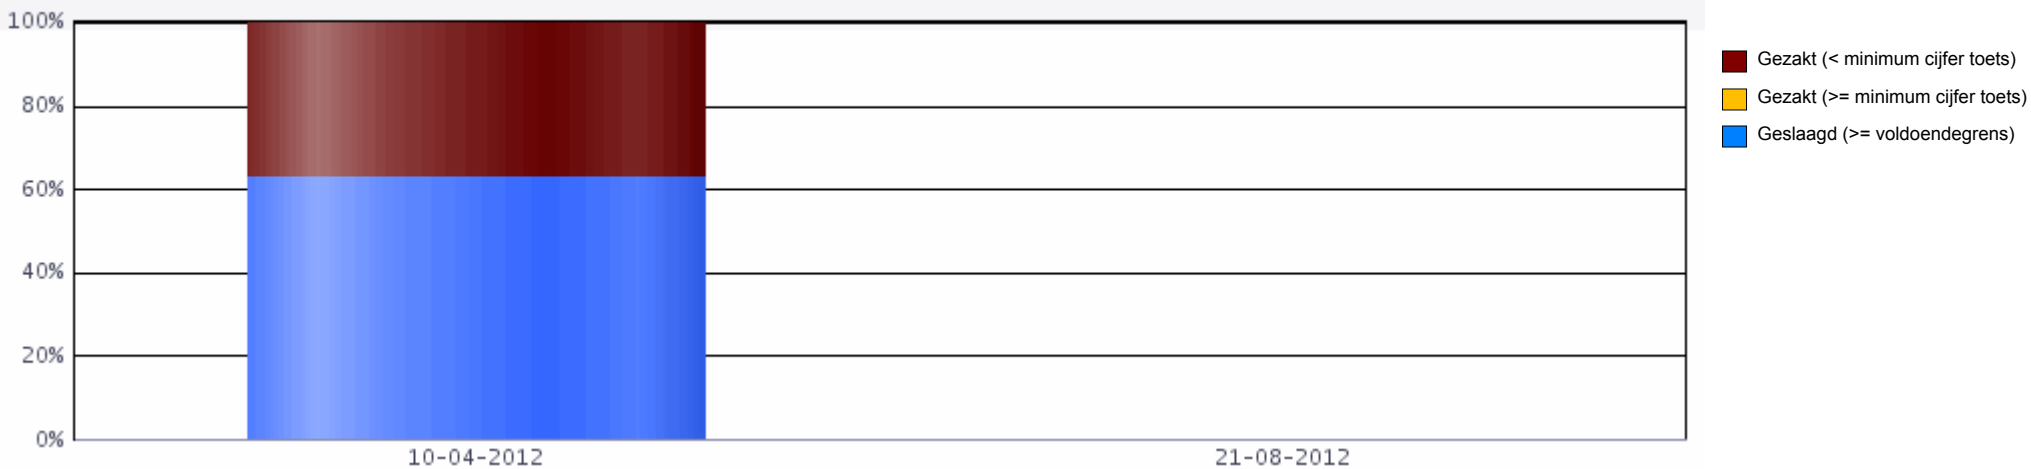 100%
80%
60%
40%
20%
0%
10-04-2012
21-08-2012
Gezakt (< minimum cijfer toets)
Gezakt (>= minimum cijfer toets)
Geslaagd (>= voldoendegrens)